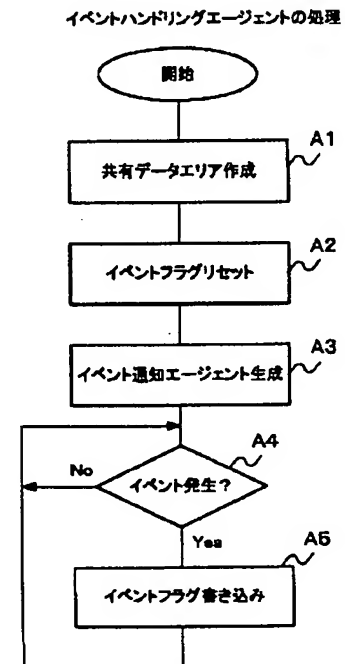 イベントハンドリングエージェントの処理
開始
A1
共有データエリア作成
A2
イベントフラグリセット
A3
イベント通知エージェント生成
A4
No
イベント発生?
Yes
A5
イベントフラグ書き込み